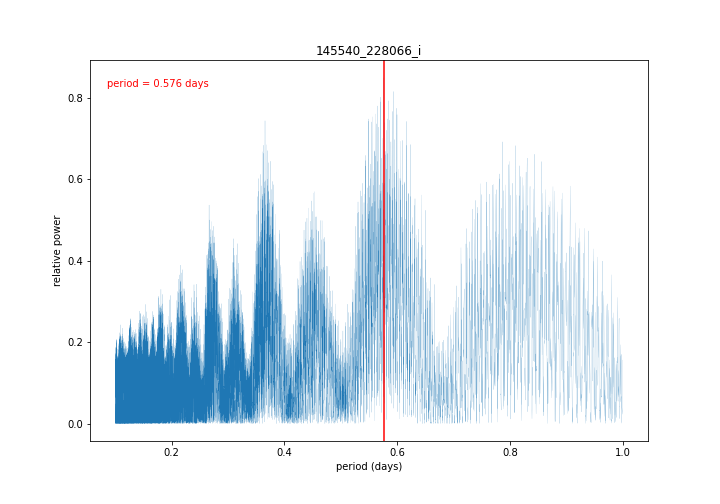 145540_228066_i
period = 0.576 days
0.8
0.6
0.4
0.2
0.0
relative power
0.2 0.4 0.6 0.8 1.0
period (days)